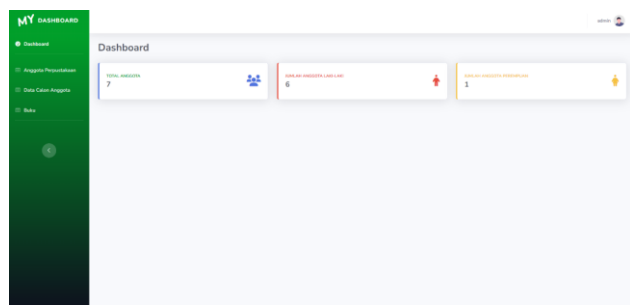 MY DASHBOARD
admin
Dashboard
Dashboard
Anggota Perpustakaan
Data Calon Anggota
Buku
TOTAL ANGGOTA
7
JUMLAH ANGGOTA LAKI-LAKI
6
JUMLAH ANGGOTA PEREMPUAN
1